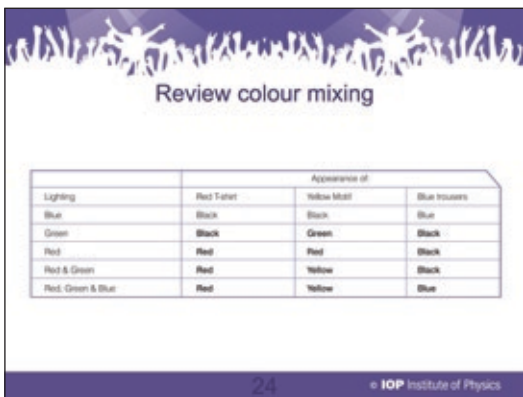 Review colour mixing
Appearance of:
Lighting Red T-shirt Yellow Motif Blue trousers
Blue Black Black Blue
Green Black Green Black
Red Red Red Black
Red & Green Red Yellow Black
Red, Green & Blue Red Yellow Blue
24 © IOP Institute of Physics